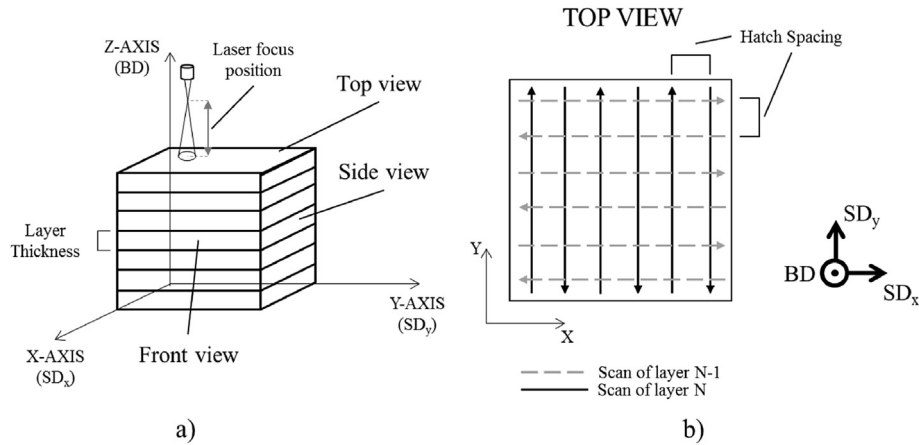 Z-AXIS
(BD)
Laser focus
position
Top view
Side view
Layer
Thickness
Y-AXIS
(SDy)
X-AXIS
(SDx)
Front view
a)
TOP VIEW
Hatch Spacing
Y
X
SDy
BD
SDx
Scan of layer N-1
Scan of layer N
b)